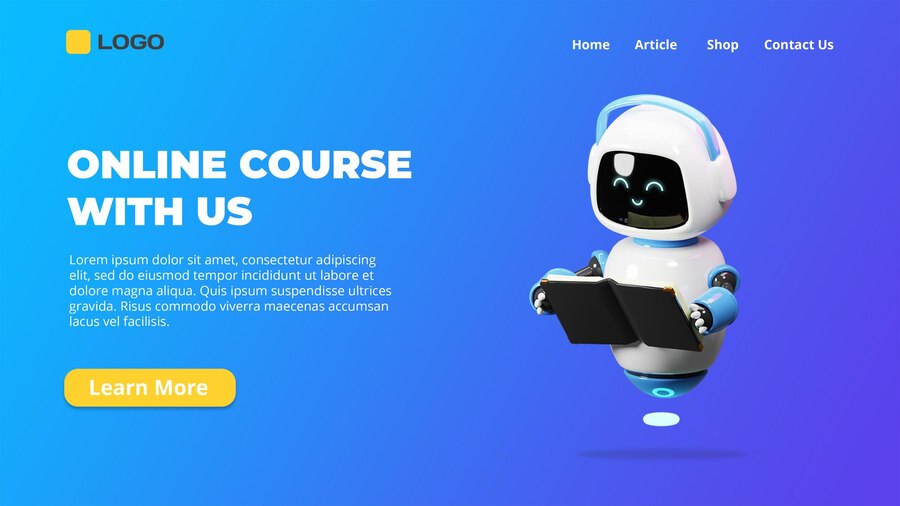 LOGO
Home Article Shop Contact Us
ONLINE COURSE
WITH US
Lorem ipsum dolor sit amet, consectetur adipiscing
elit, sed do eiusmod tempor incididunt ut labore et
dolore magna aliqua. Quis ipsum suspendisse ultrices
gravida. Risus commodo viverra maecenas accumsan
lacus vel facilisis.
Learn More